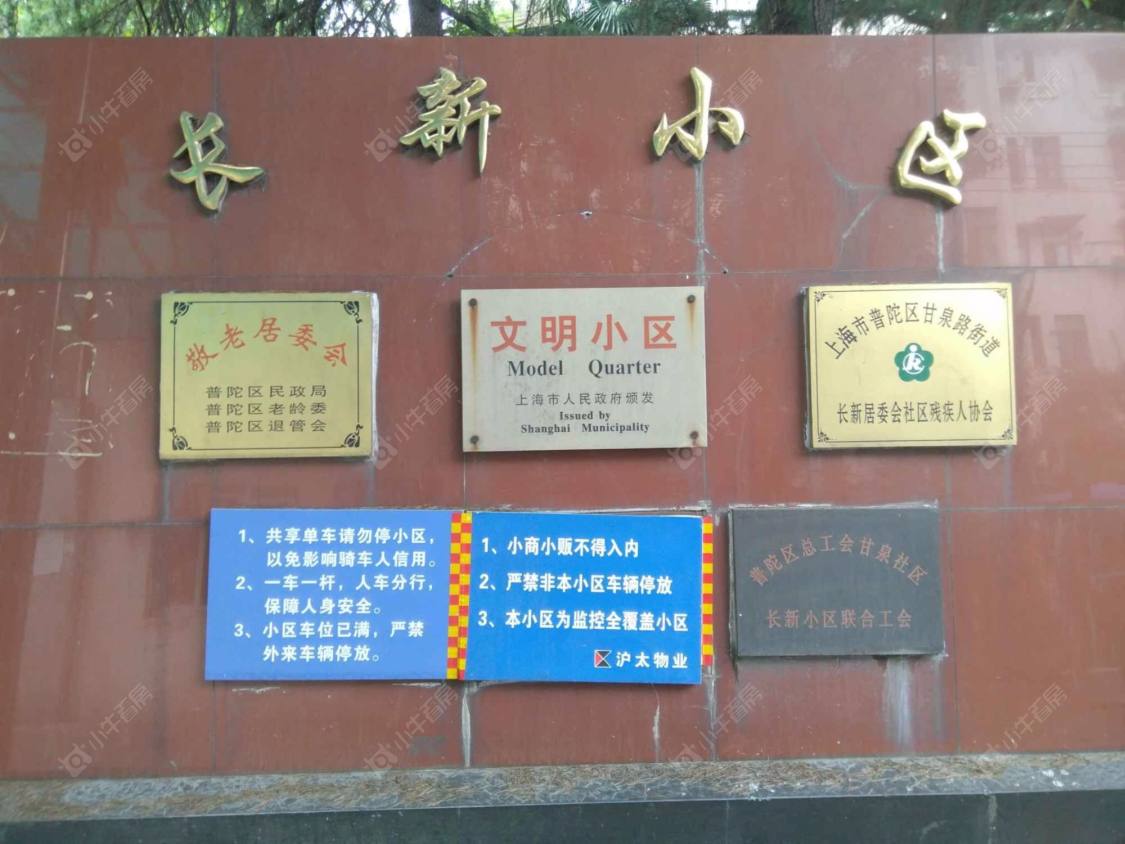 长新小区
敬老居委会
普陀区民政局
普陀区老龄委
普陀区退管会
文明小区
Model Quarter
上海市人民政府颁发
Issued by
Shanghai Municipality
上海市普陀区甘泉路街道
长新居委会社区残疾人协会
1、共享单车请勿停小区，
以免影响骑车人信用。
2、一车一杆，人车分行，
保障人身安全。
3、小区车位已满，严禁
外来车辆停放。
1、小商小贩不得入内
2、严禁非本小区车辆停放
3、本小区为监控全覆盖小区
沪太物业
普陀区总工会甘泉社区
长新小区联合工会
小牛看房